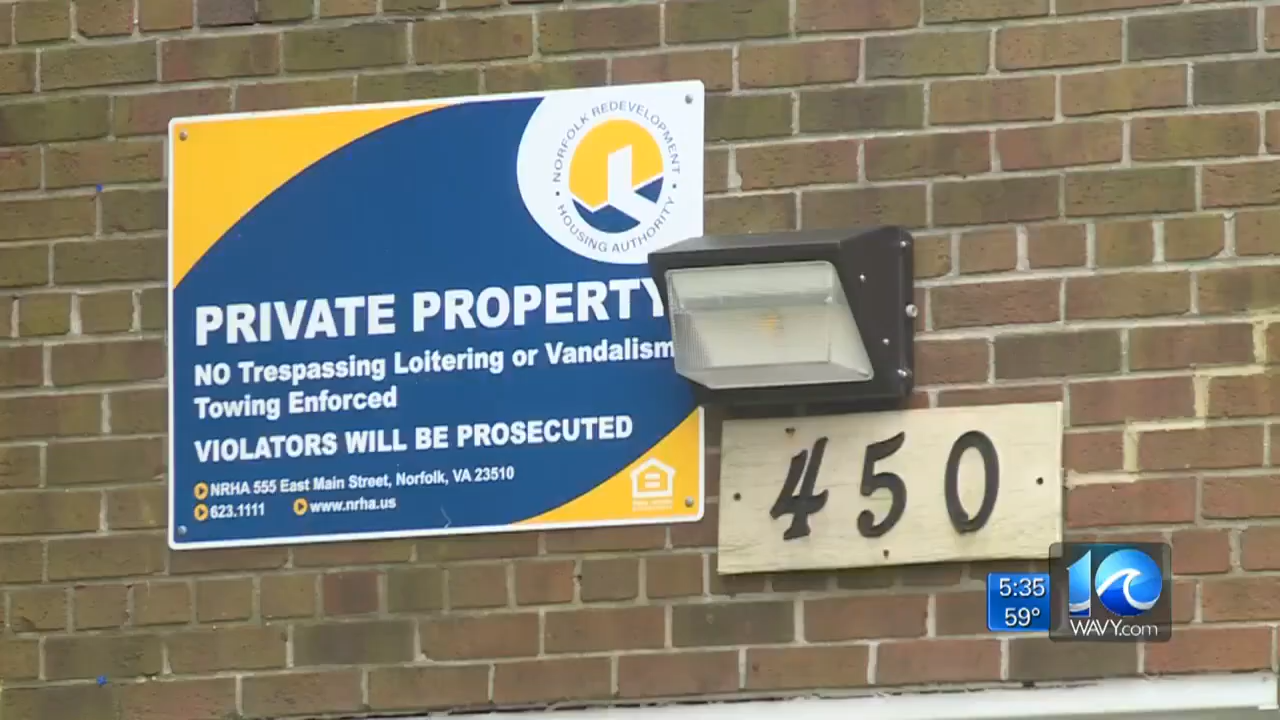 NORFOLK REDEVELOPMENT
• HOUSING AUTHORITY •
PRIVATE PROPERTY
NO Trespassing Loitering or Vandalism
Towing Enforced
VIOLATORS WILL BE PROSECUTED
NRHA 555 East Main Street, Norfolk, VA 23510
623.1111 www.nrha.us
450
5:35
59°
10
WAVY.com